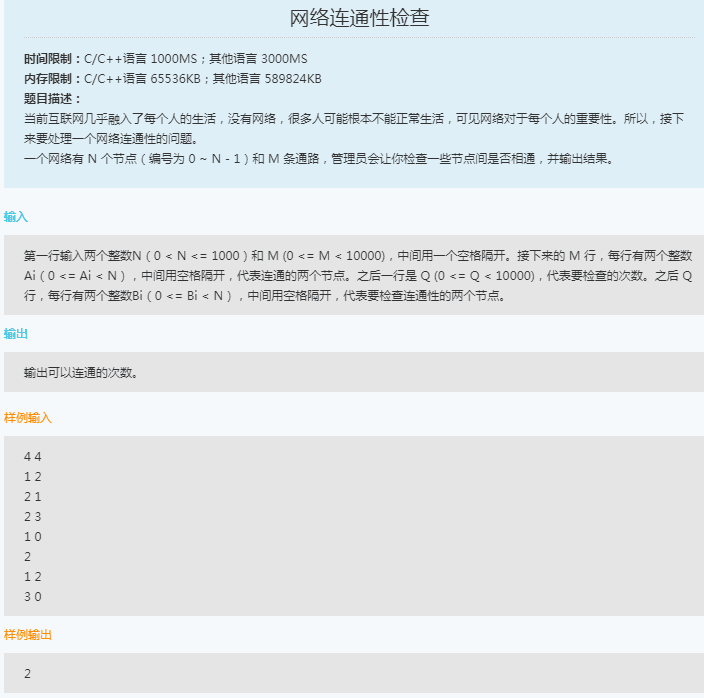 网络连通性检查
时间限制：C/C++语言 1000MS；其他语言 3000MS
内存限制：C/C++语言 65536KB；其他语言 589824KB
题目描述：
当前互联网几乎融入了每个人的生活，没有网络，很多人可能根本不能正常生活，可见网络对于每个人的重要性。所以，接下
来要处理一个网络连通性的问题。
一个网络有 N 个节点（编号为 0 ~ N - 1）和 M 条通路，管理员会让你检查一些节点间是否相通，并输出结果。
输入
第一行输入两个整数N（0 < N <= 1000）和 M (0 <= M < 10000)，中间用一个空格隔开。接下来的 M 行，每行有两个整数
Ai（0 <= Ai < N），中间用空格隔开，代表连通的两个节点。之后一行是 Q (0 <= Q < 10000)，代表要检查的次数。之后 Q
行，每行有两个整数Bi（0 <= Bi < N），中间用空格隔开，代表要检查连通性的两个节点。
输出
输出可以连通的次数。
样例输入
4 4
1 2
2 1
2 3
1 0
2
1 2
3 0
样例输出
2